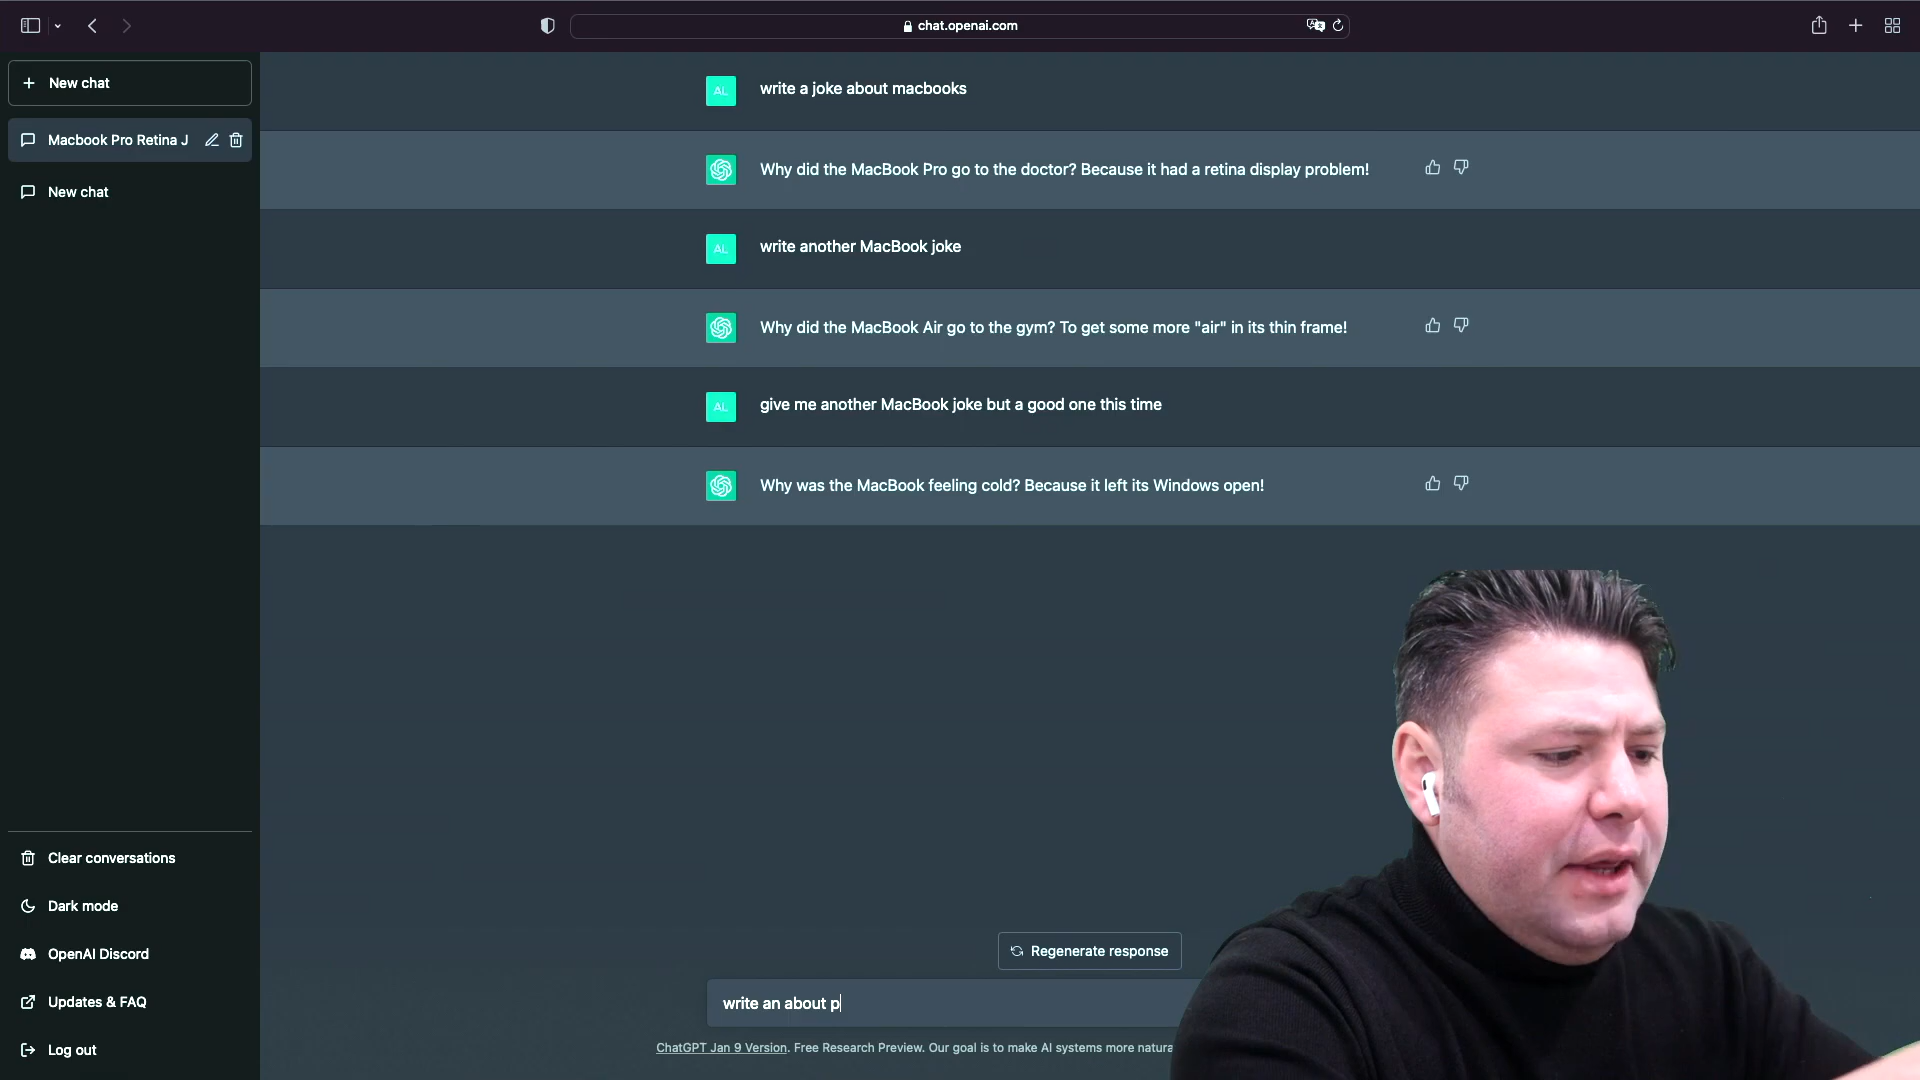 chat.openai.com
New chat
Macbook Pro Retina J
New chat
AL write a joke about macbooks
Why did the MacBook Pro go to the doctor? Because it had a retina display problem!
AL write another MacBook joke
Why did the MacBook Air go to the gym? To get some more "air" in its thin frame!
AL give me another MacBook joke but a good one this time
Why was the MacBook feeling cold? Because it left its Windows open!
Clear conversations
Dark mode
OpenAI Discord
Updates & FAQ
Log out
Regenerate response
write an about p
ChatGPT Jan 9 Version. Free Research Preview. Our goal is to make AI systems more natura